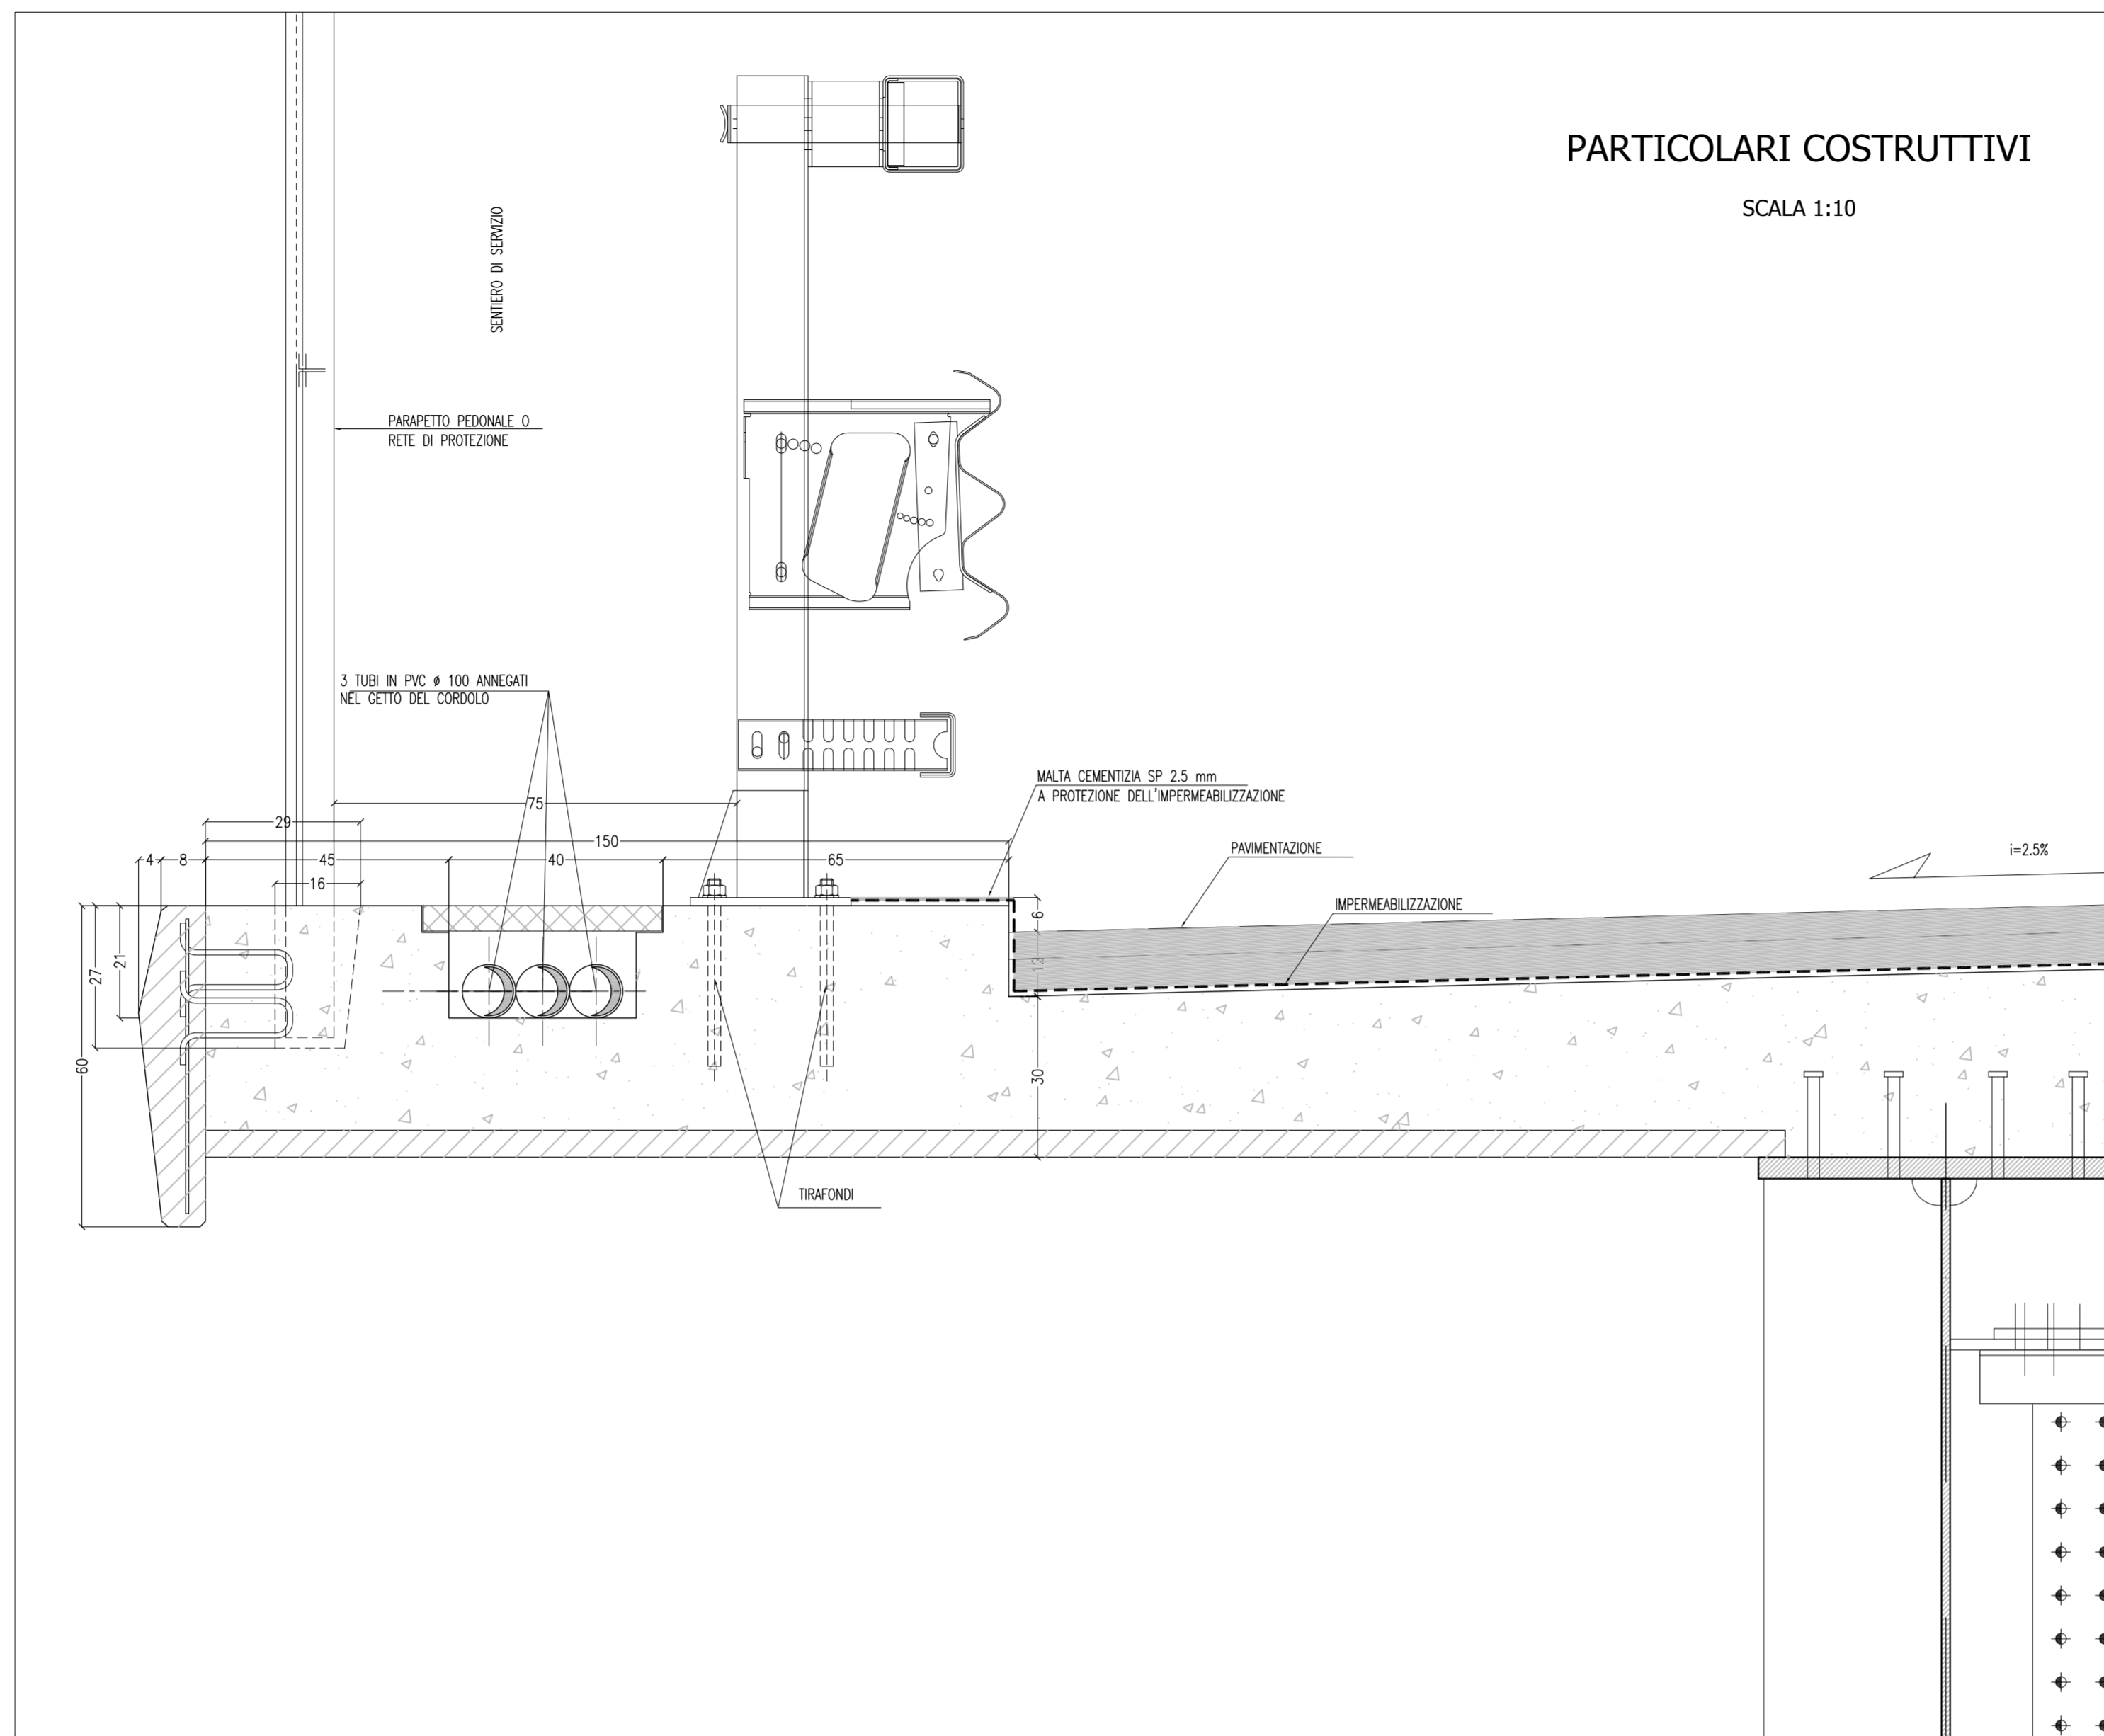 PARTICOLARI COSTRUTTIVI
SCALA 1:10
SENTIERO DI SERVIZIO
PARAPETTO PEDONALE O
RETE DI PROTEZIONE
3 TUBI IN PVC ø 100 ANNEGATI
NEL GETTO DEL CORDOLO
MALTA CEMENTIZIA SP 2.5 mm
A PROTEZIONE DELL'IMPERMEABILIZZAZIONE
75
29
150
4
8
45
40
65
16
PAVIMENTAZIONE
i=2.5%
IMPERMEABILIZZAZIONE
6
12
21
27
60
30
TIRAFONDI